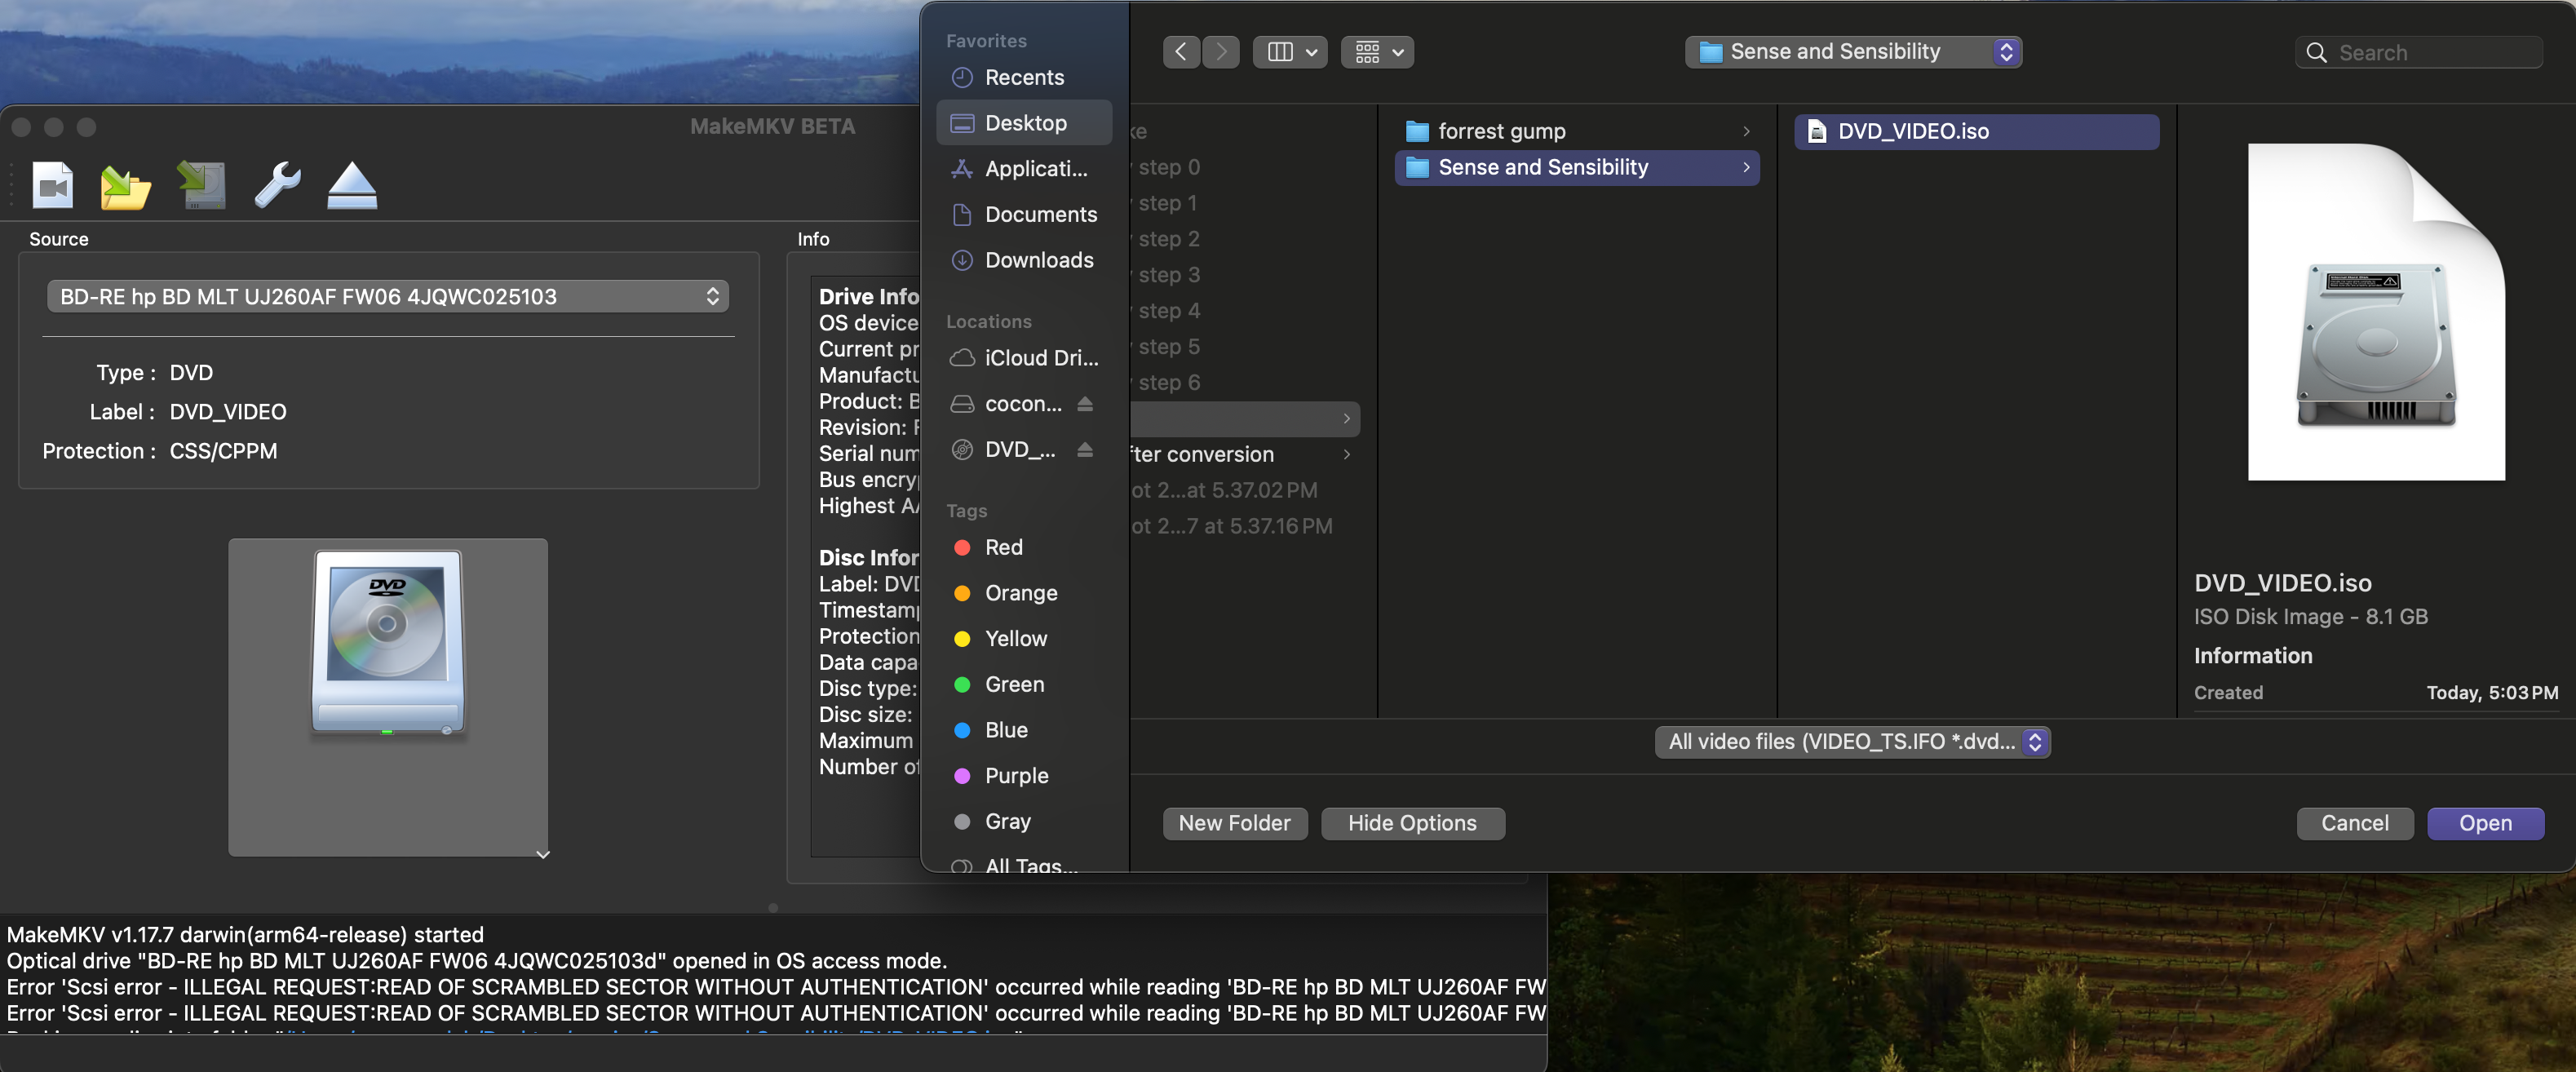 MakeMKV BETA
Source
BD-RE hp BD MLT UJ260AF FW06 4JQWC025103
Type : DVD
Label : DVD_VIDEO
Protection : CSS/CPPM
DVD
Info
Drive Info
OS device
Current pr
Manufactu
Product: B
Revision: F
Serial num
Bus encry
Highest AA
Disc Infor
Label: DVD
Timestam
Protection
Data capa
Disc type:
Disc size:
Maximum
Number of
MakeMKV v1.17.7 darwin(arm64-release) started
Optical drive "BD-RE hp BD MLT UJ260AF FW06 4JQWC025103d" opened in OS access mode.
Error 'Scsi error - ILLEGAL REQUEST:READ OF SCRAMBLED SECTOR WITHOUT AUTHENTICATION' occurred while reading 'BD-RE hp BD MLT UJ260AF FW
Error 'Scsi error - ILLEGAL REQUEST:READ OF SCRAMBLED SECTOR WITHOUT AUTHENTICATION' occurred while reading 'BD-RE hp BD MLT UJ260AF FW
Favorites
Recents
Desktop
Applicati...
Documents
Downloads
Locations
iCloud Dri...
cocon...
DVD_...
Tags
Red
Orange
Yellow
Green
Blue
Purple
Gray
All Tags...
Sense and Sensibility
Search
ke
step 0
step 1
step 2
step 3
step 4
step 5
step 6
fter conversion
ot 2...at 5.37.02 PM
ot 2...7 at 5.37.16 PM
forrest gump
Sense and Sensibility
DVD_VIDEO.iso
DVD_VIDEO.iso
ISO Disk Image - 8.1 GB
Information
Created Today, 5:03 PM
All video files (VIDEO_TS.IFO *.dvd...
New Folder
Hide Options
Cancel
Open